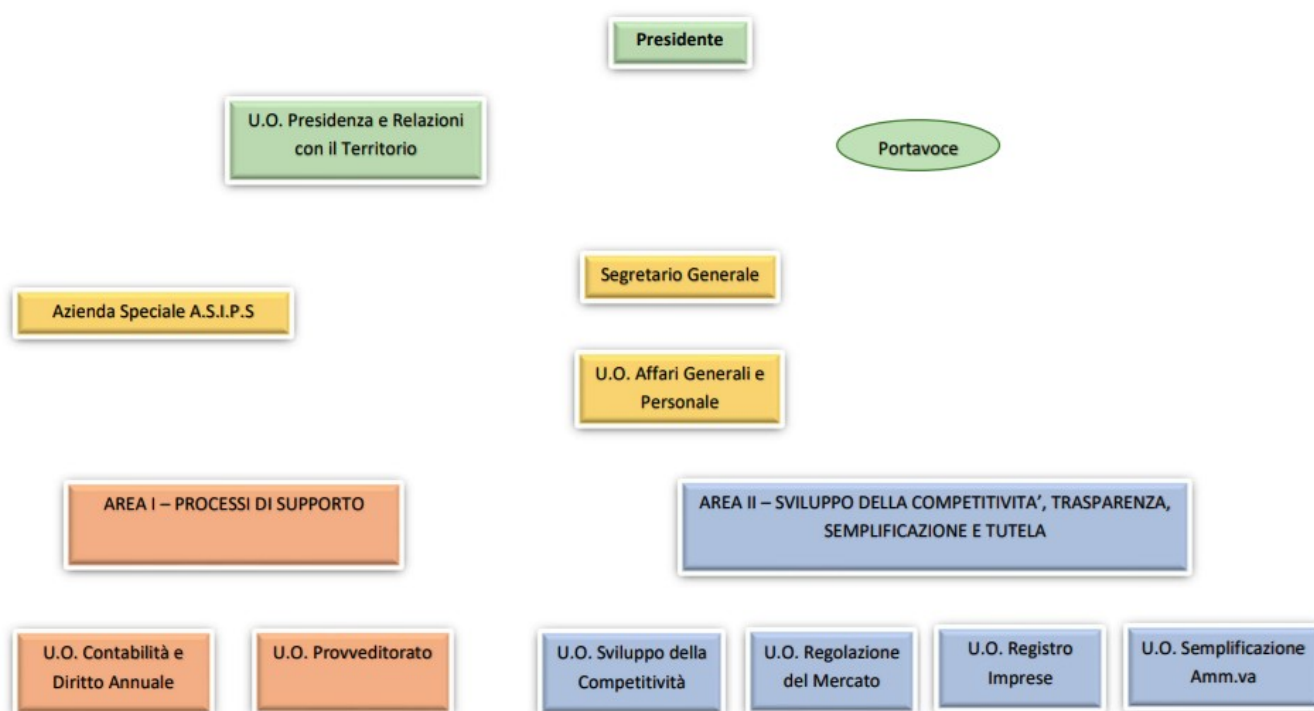 Presidente
U.O. Presidenza e Relazioni
con il Territorio
Portavoce
Segretario Generale
Azienda Speciale A.S.I.P.S
U.O. Affari Generali e
Personale
AREA I – PROCESSI DI SUPPORTO
AREA II – SVILUPPO DELLA COMPETITIVITA’, TRASPARENZA,
SEMPLIFICAZIONE E TUTELA
U.O. Contabilità e
Diritto Annuale
U.O. Provveditorato
U.O. Sviluppo della
Competitività
U.O. Regolazione
del Mercato
U.O. Registro
Imprese
U.O. Semplificazione
Amm.va